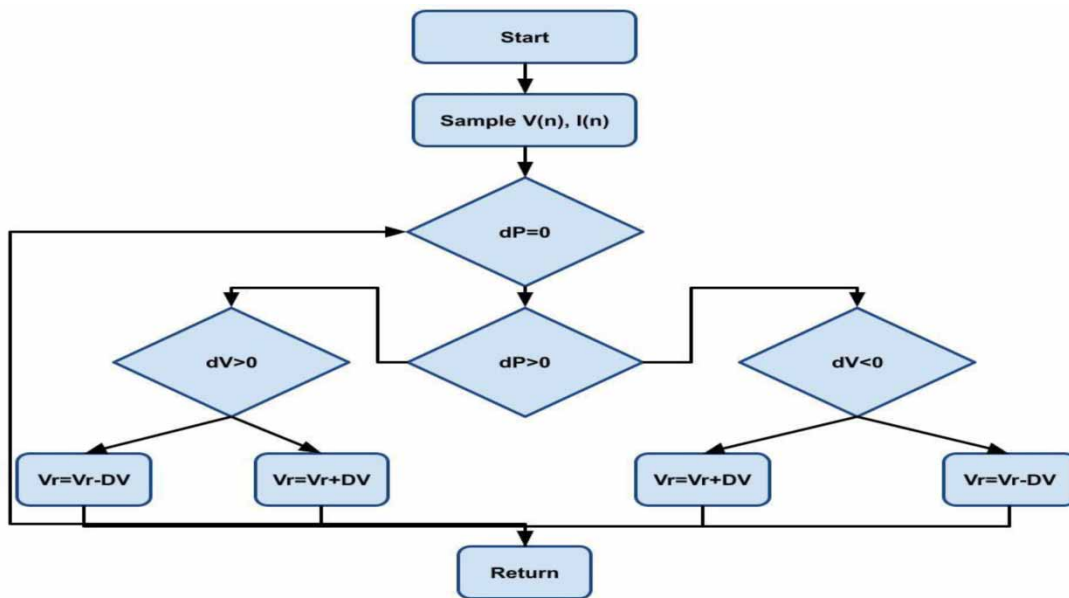 Start
Sample V(n), I(n)
dP=0
dV>0
dP>0
dV<0
Vr=Vr-DV
Vr=Vr+DV
Vr=Vr+DV
Vr=Vr-DV
Return